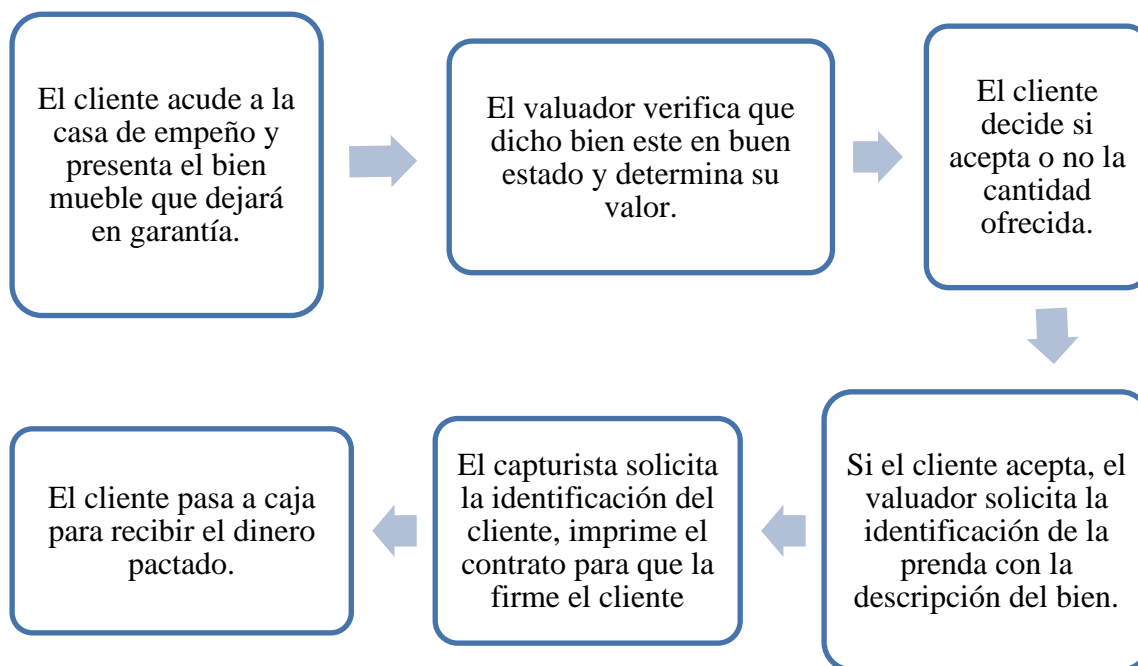 El cliente acude a la
casa de empeño y
presenta el bien
mueble que dejará
en garantía.
El valuador verifica que
dicho bien este en buen
estado y determina su
valor.
El cliente
decide si
acepta o no la
cantidad
ofrecida.
Si el cliente acepta, el
valuador solicita la
identificación de la
prenda con la
descripción del bien.
El capturista solicita
la identificación del
cliente, imprime el
contrato para que la
firme el cliente
El cliente pasa a caja
para recibir el dinero
pactado.